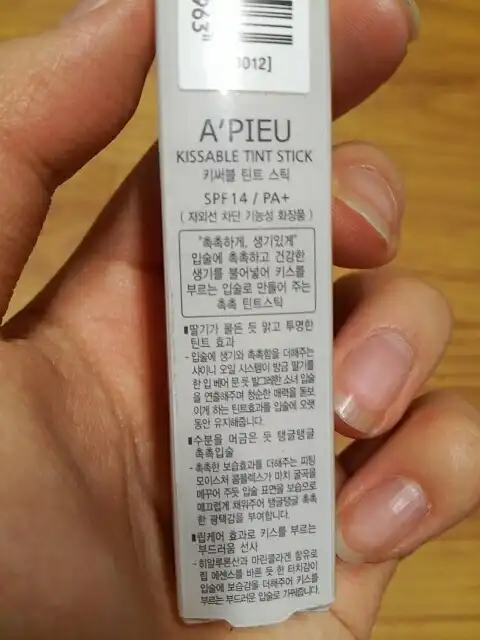 963
0012]
A'PIEU
KISSABLE TINT STICK
키써블 틴트 스틱
SPF14 / PA+
( 자외선 차단 기능성 화장품 )
"촉촉하게, 생기있게"
입술에 촉촉하고 건강한
생기를 불어넣어 키스를
부르는 입술로 만들어 주는
촉촉 틴트스틱
▮딸기가 물든 듯 맑고 투명한
틴트 효과
- 입술에 생기와 촉촉함을 더해주는
샤이니 오일 시스템이 방금 딸기를
한 입 베어 문 듯 발그레한 소녀 입술
을 연출해주며 청순한 매력을 돋보
이게 하는 틴트효과를 입술에 오랫
동안 유지해줍니다.
▮수분을 머금은 듯 탱글탱글
촉촉입술
- 촉촉한 보습효과를 더해주는 피팅
모이스처 콤플렉스가 마치 굴곡을
메꾸어 주듯 입술 표면을 보습으로
매끄럽게 채워주어 탱글탱글 촉촉
한 광택감을 부여합니다.
▮립케어 효과로 키스를 부르는
부드러움 선사
- 히알루론산과 마린콜라겐 함유로
립 에센스를 바른 듯 한 터치감이
입술에 보습감을 더해주어 키스를
부르는 부드러운 입술로 가꿔줍니다.